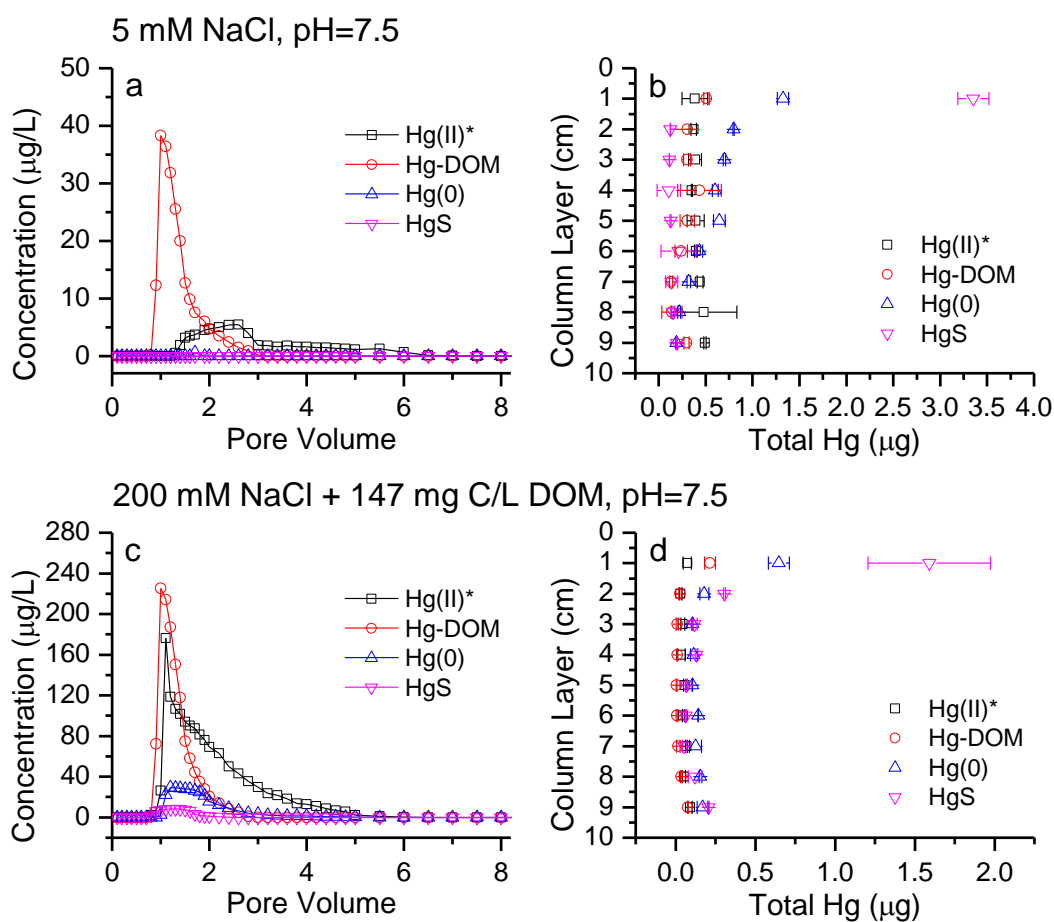 5 mM NaCl, pH=7.5
a
50
40
30
20
10
0
Concentration (μg/L)
0 2 4 6 8
Pore Volume
Hg(II)*
Hg-DOM
Hg(0)
HgS
b
0
1
2
3
4
5
6
7
8
9
10
Column Layer (cm)
0.0 0.5 1.0 1.5 2.0 2.5 3.0 3.5 4.0
Total Hg (μg)
Hg(II)*
Hg-DOM
Hg(0)
HgS
200 mM NaCl + 147 mg C/L DOM, pH=7.5
c
280
240
200
160
120
80
40
0
Concentration (μg/L)
0 2 4 6 8
Pore Volume
Hg(II)*
Hg-DOM
Hg(0)
HgS
d
0
1
2
3
4
5
6
7
8
9
10
Column Layer (cm)
0.0 0.5 1.0 1.5 2.0
Total Hg (μg)
Hg(II)*
Hg-DOM
Hg(0)
HgS